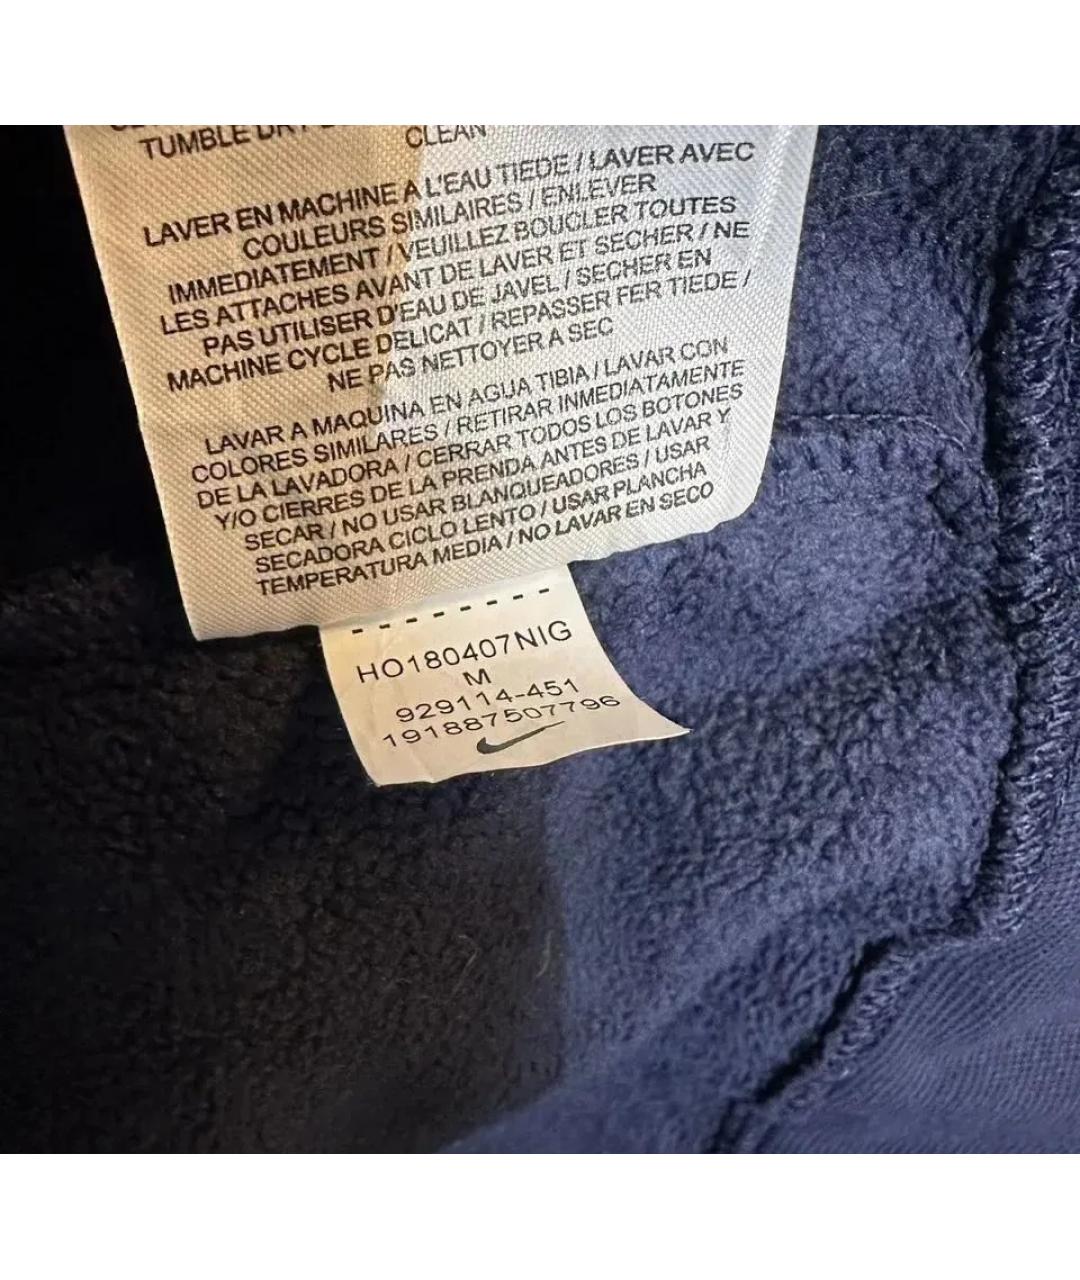 TUMBLE DRY
CLEAN
LAVER EN MACHINE A L'EAU TIEDE / LAVER AVEC
COULEURS SIMILAIRES / ENLEVER
IMMEDIATEMENT / VEUILLEZ BOUCLER TOUTES
LES ATTACHES AVANT DE LAVER ET SECHER / NE
PAS UTILISER D'EAU DE JAVEL / SECHER EN
MACHINE CYCLE DELICAT / REPASSER FER TIEDE /
NE PAS NETTOYER A SEC
LAVAR A MAQUINA EN AGUA TIBIA / LAVAR CON
COLORES SIMILARES / RETIRAR INMEDIATAMENTE
DE LA LAVADORA / CERRAR TODOS LOS BOTONES
Y/O CIERRES DE LA PRENDA ANTES DE LAVAR Y
SECAR / NO USAR BLANQUEADORES / USAR
SECADORA CICLO LENTO / USAR PLANCHA
TEMPERATURA MEDIA / NO LAVAR EN SECO
HO180407NIG
M
929114-451
191887507796